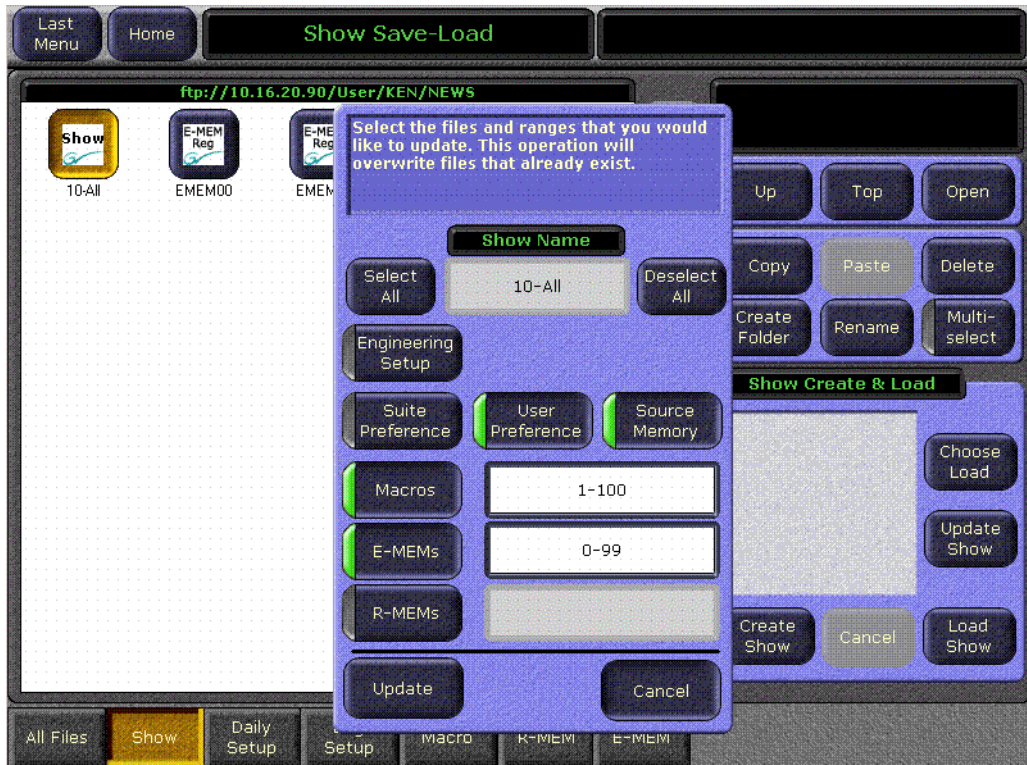 Last
Menu
Home
Show Save-Load
ftp://10.16.20.90/User/KEN/NEWS
Show
10-All
E-MEM
Reg
EMEM00
E-ME
Reg
EMEM
Select the files and ranges that you would
like to update. This operation will
overwrite files that already exist.
Show Name
Select
All
10-All
Deselect
All
Engineering
Setup
Suite
Preference
User
Preference
Source
Memory
Macros
1-100
E-MEMs
0-99
R-MEMs
Update
Cancel
Up
Top
Open
Copy
Paste
Delete
Create
Folder
Rename
Multi-
select
Show Create & Load
Choose
Load
Update
Show
Create
Show
Cancel
Load
Show
All Files
Show
Daily
Setup
Setup
Macro
R-MEM
E-MEM